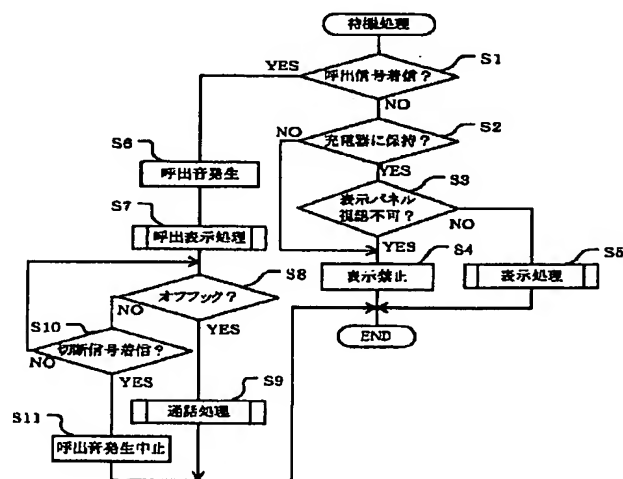 待機処理
YES
呼出信号着信?
S1
NO
S2
NO
充電器に保持?
S6
YES
S3
呼出音発生
表示パネル
視認不可?
NO
S7
YES
S4
呼出表示処理
S8
表示禁止
表示処理
S5
オフフック?
NO
END
S10
YES
切断信号着信?
NO
YES
S9
S11
通話処理
呼出音発生中止